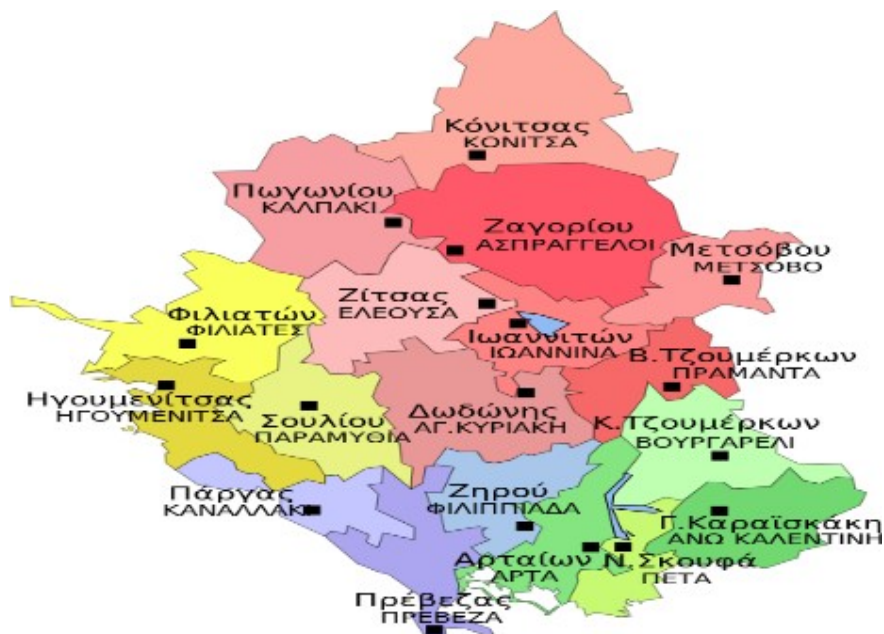 Κόνιτσας
ΚΟΝΙΤΣΑ
Πωγωνίου
ΚΑΛΠΑΚΙ
Ζαγορίου
ΑΣΠΡΑΓΓΕΛΟΙ
Μετσόβου
ΜΕΤΣΟΒΟ
Ζίτσας
ΕΛΕΟΥΣΑ
Φιλιατών
ΦΙΛΙΑΤΕΣ
Ιωαννιτών
ΙΩΑΝΝΙΝΑ
Β.Τζουμέρκων
ΠΡΑΜΑΝΤΑ
Ηγουμενίτσας
ΗΓΟΥΜΕΝΙΤΣΑ
Σουλίου
ΠΑΡΑΜΥΘΙΑ
Δωδώνης
ΑΓ.ΚΥΡΙΑΚΗ
Κ.Τζουμέρκων
ΒΟΥΡΓΑΡΕΛΙ
Πάργας
ΚΑΝΑΛΛΑΚΙ
Ζηρού
ΦΙΛΙΠΠΙΑΔΑ
Γ.Καραϊσκάκη
ΑΝΩ ΚΑΛΕΝΤΙΝΗ
Αρταίων
ΑΡΤΑ
Ν.Σκουφά
ΠΕΤΑ
Πρέβεζας
ΠΡΕΒΕΖΑ